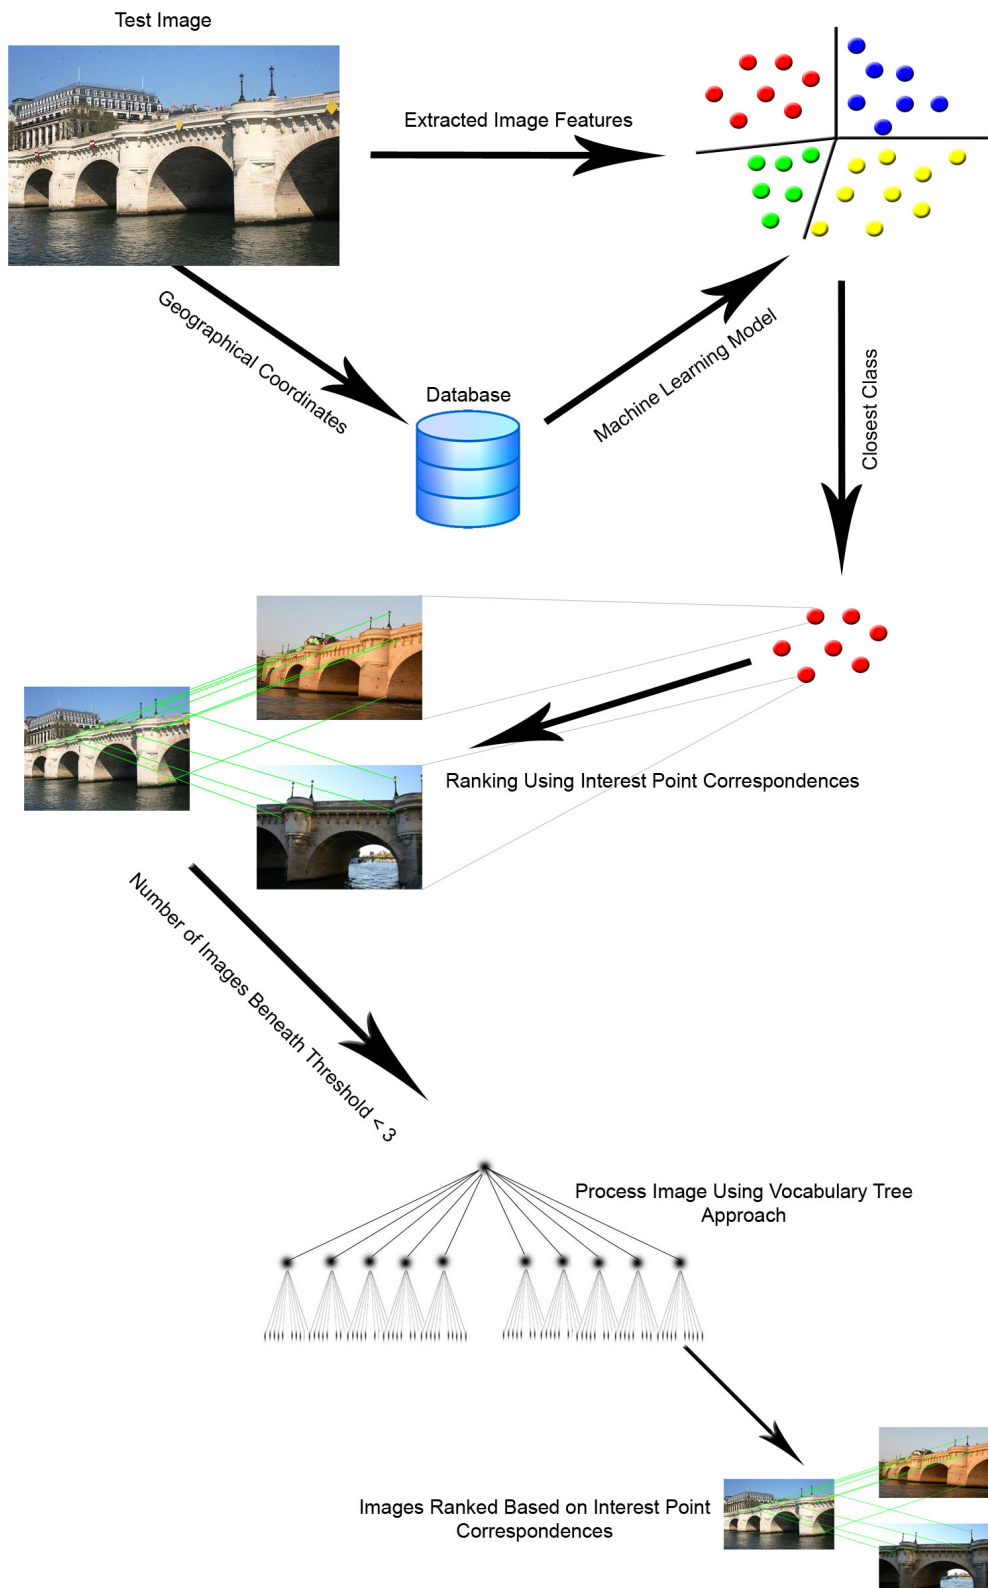 Test Image
Extracted Image Features
Geographical Coordinates
Database
Machine Learning Model
Closest Class
Ranking Using Interest Point Correspondences
Number of Images Beneath Threshold < 3
Process Image Using Vocabulary Tree
Approach
Images Ranked Based on Interest Point
Correspondences